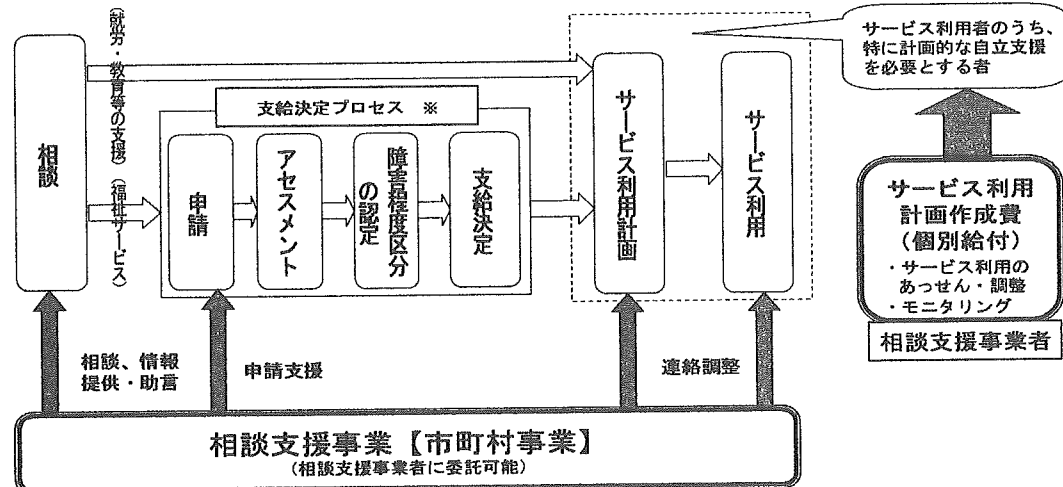 相談
(就労・教育等の支援)
(福祉サービス)
支給決定プロセス ※
申請
アセスメント
障害程度区分
の認定
支給決定
サービス利用計画
サービス利用
サービス利用者のうち、
特に計画的な自立支援
を必要とする者
サービス利用
計画作成費
(個別給付)
・サービス利用の
あっせん・調整
・モニタリング
相談支援事業者
相談、情報
提供・助言
申請支援
連絡調整
相談支援事業【市町村事業】
(相談支援事業者に委託可能)